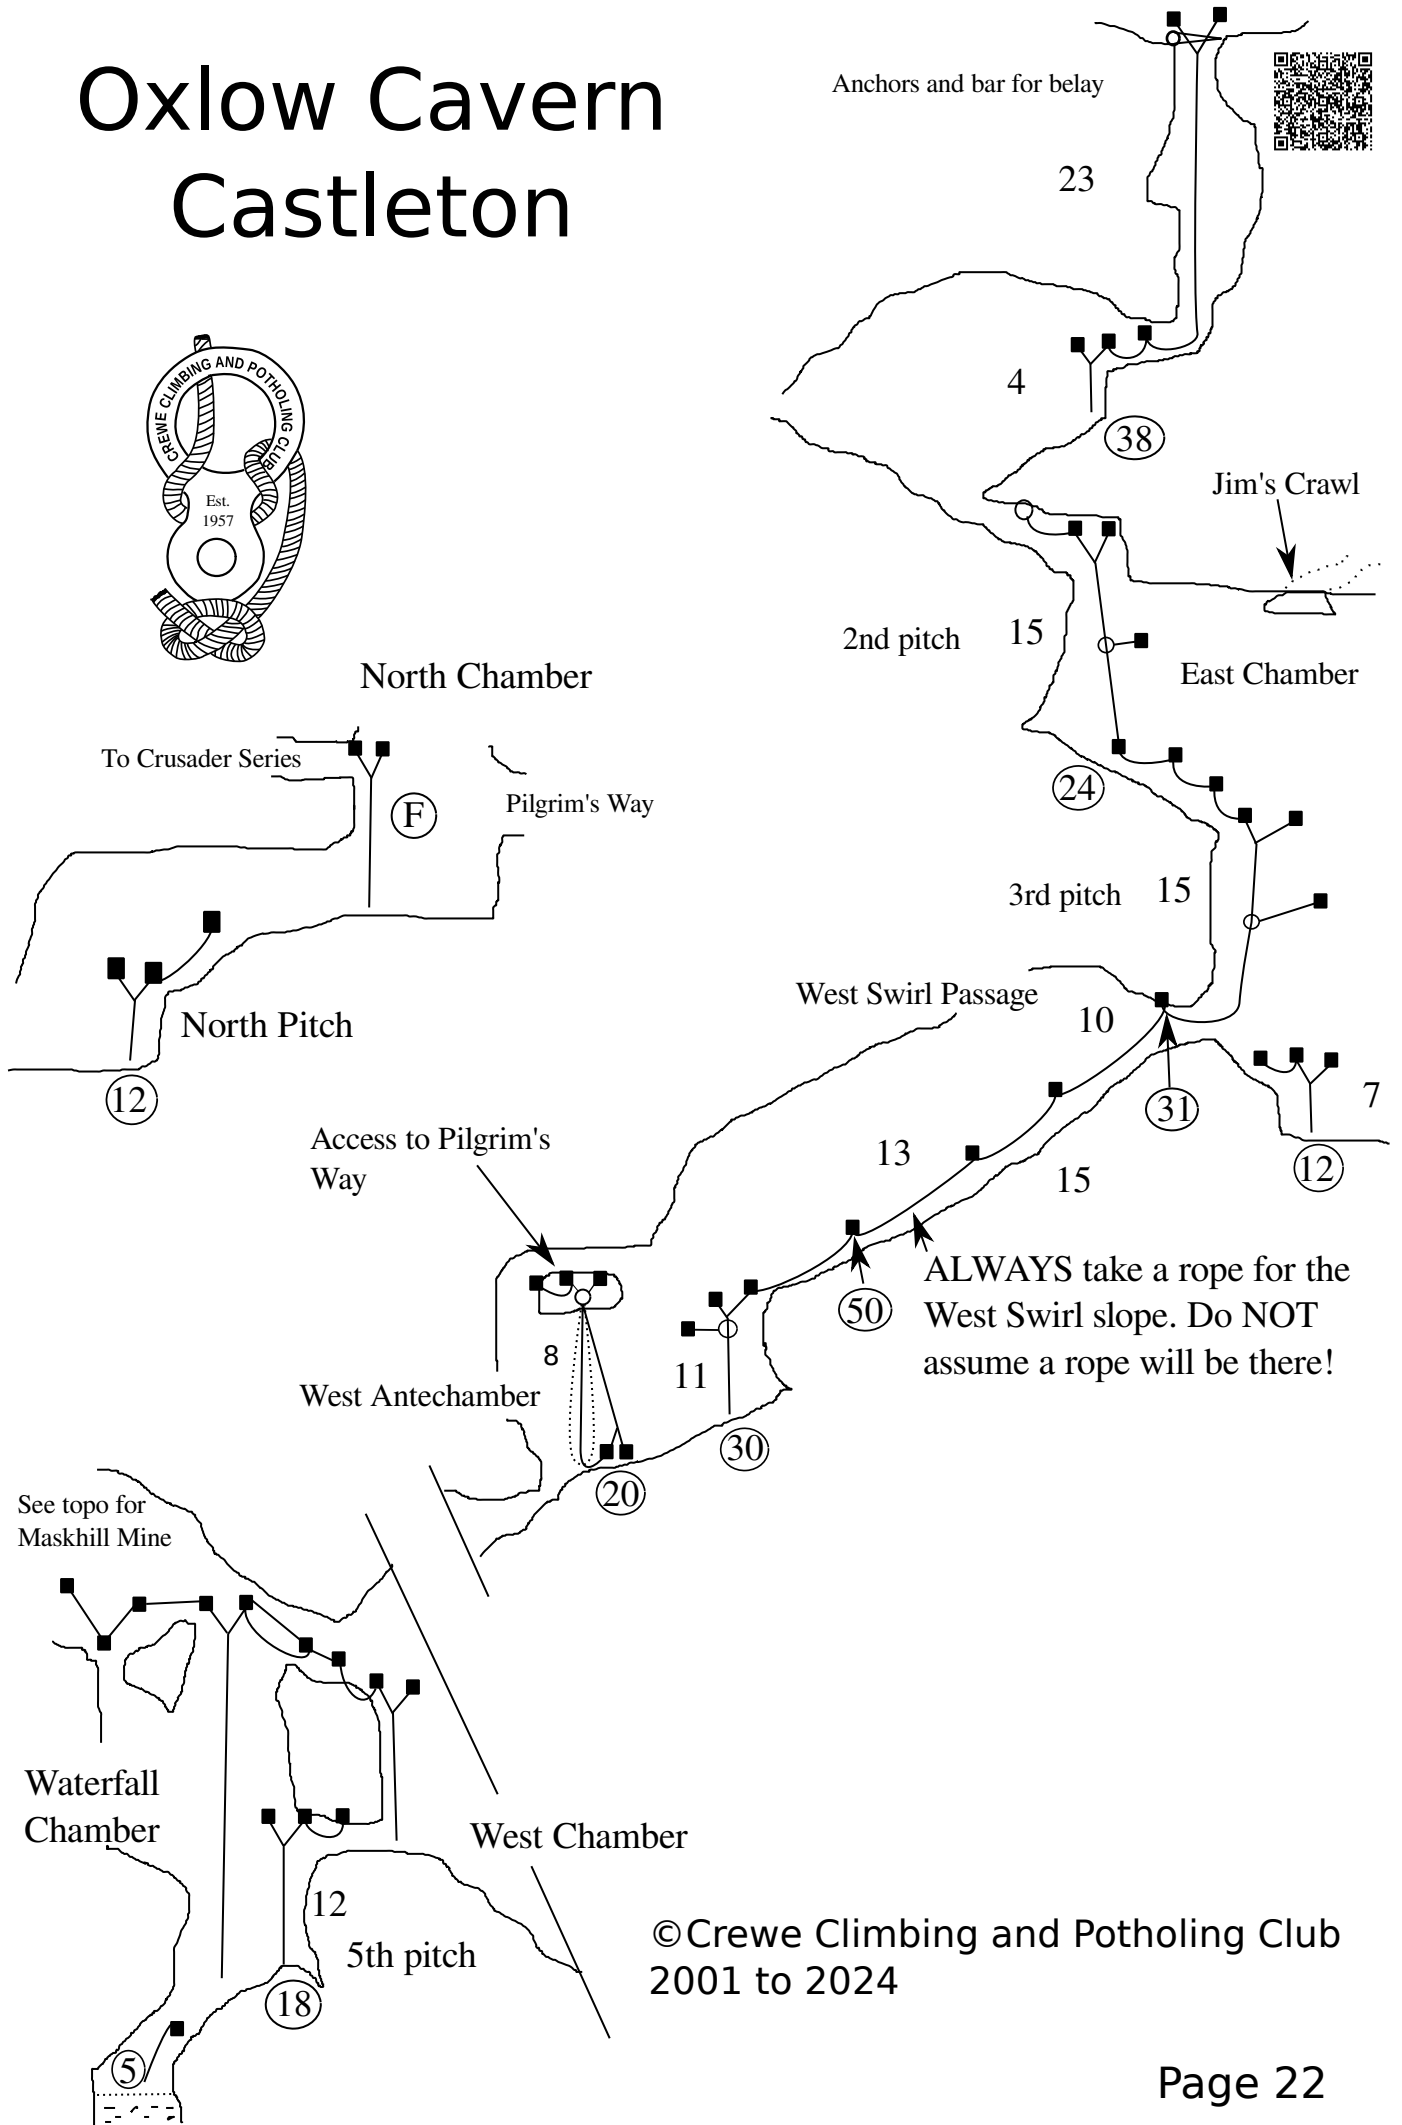 Oxlow Cavern
Castleton
Anchors and bar for belay
23
CREWE CLIMBING AND POTHOLING CLUB
Est.
1957
4
38
Jim's Crawl
2nd pitch
15
East Chamber
24
North Chamber
To Crusader Series
F
Pilgrim's Way
North Pitch
12
3rd pitch
15
West Swirl Passage
10
31
7
12
Access to Pilgrim's
Way
13
15
ALWAYS take a rope for the
West Swirl slope. Do NOT
assume a rope will be there!
50
8
11
West Antechamber
30
20
See topo for
Maskhill Mine
Waterfall
Chamber
West Chamber
12
5th pitch
18
5
©Crewe Climbing and Potholing Club
2001 to 2024
Page 22